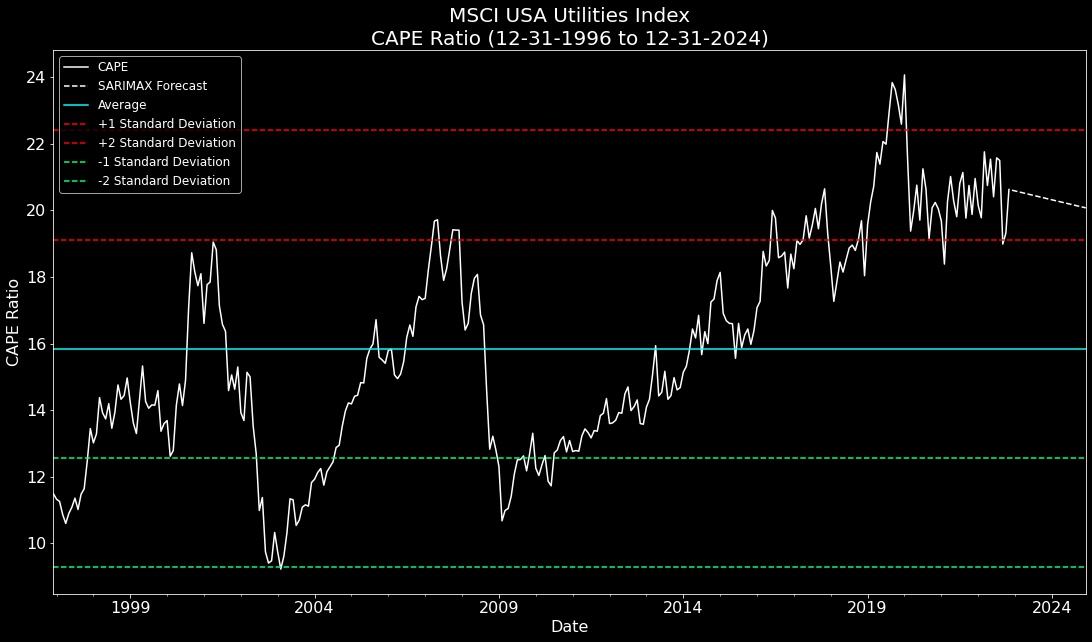 MSCI USA Utilities Index
CAPE Ratio (12-31-1996 to 12-31-2024)
CAPE
SARIMAX Forecast
Average
+1 Standard Deviation
+2 Standard Deviation
-1 Standard Deviation
-2 Standard Deviation
CAPE Ratio
24
22
20
18
16
14
12
10
1999
2004
2009
2014
2019
2024
Date